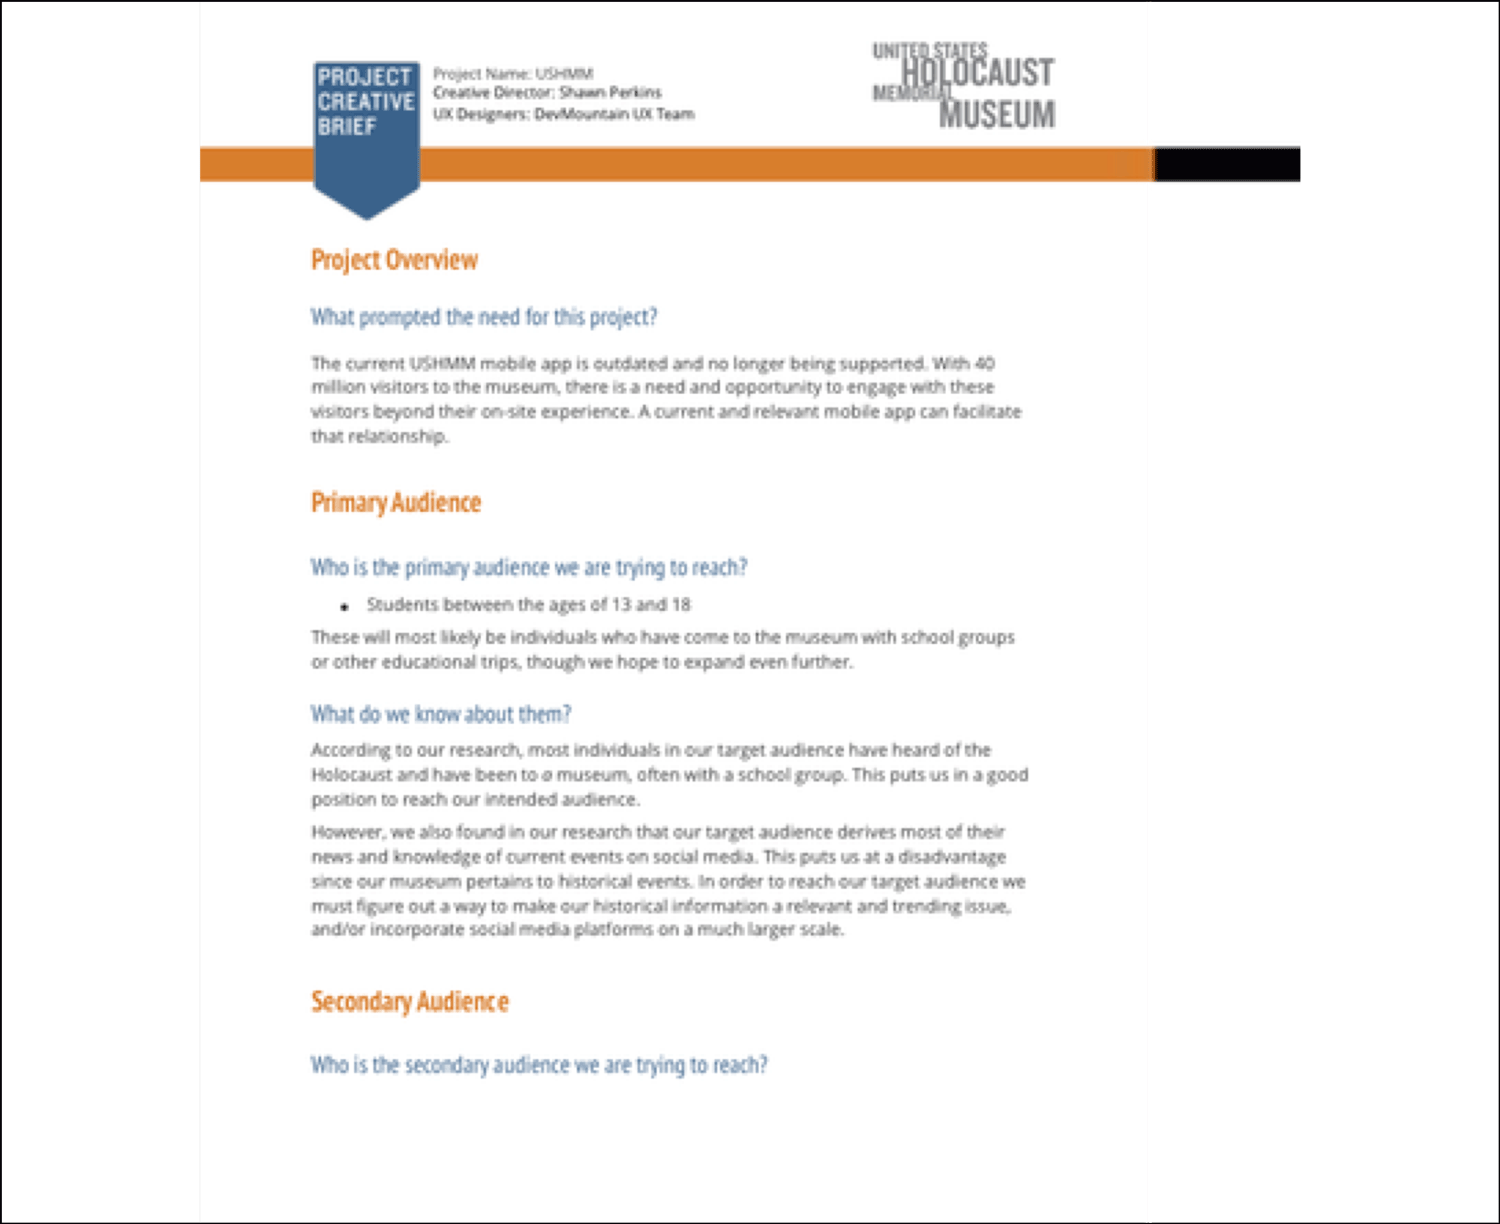 PROJECT
CREATIVE
BRIEF
Project Name: USHMM
Creative Director: Shawn Perkins
UX Designers: DevMountain UX Team
UNITED STATES
HOLOCAUST
MEMORIAL
MUSEUM
Project Overview
What prompted the need for this project?
The current USHMM mobile app is outdated and no longer being supported. With 40
million visitors to the museum, there is a need and opportunity to engage with these
visitors beyond their on-site experience. A current and relevant mobile app can facilitate
that relationship.
Primary Audience
Who is the primary audience we are trying to reach?
• Students between the ages of 13 and 18
These will most likely be individuals who have come to the museum with school groups
or other educational trips, though we hope to expand even further.
What do we know about them?
According to our research, most individuals in our target audience have heard of the
Holocaust and have been to a museum, often with a school group. This puts us in a good
position to reach our intended audience.
However, we also found in our research that our target audience derives most of their
news and knowledge of current events on social media. This puts us at a disadvantage
since our museum pertains to historical events. In order to reach our target audience we
must figure out a way to make our historical information a relevant and trending issue,
and/or incorporate social media platforms on a much larger scale.
Secondary Audience
Who is the secondary audience we are trying to reach?